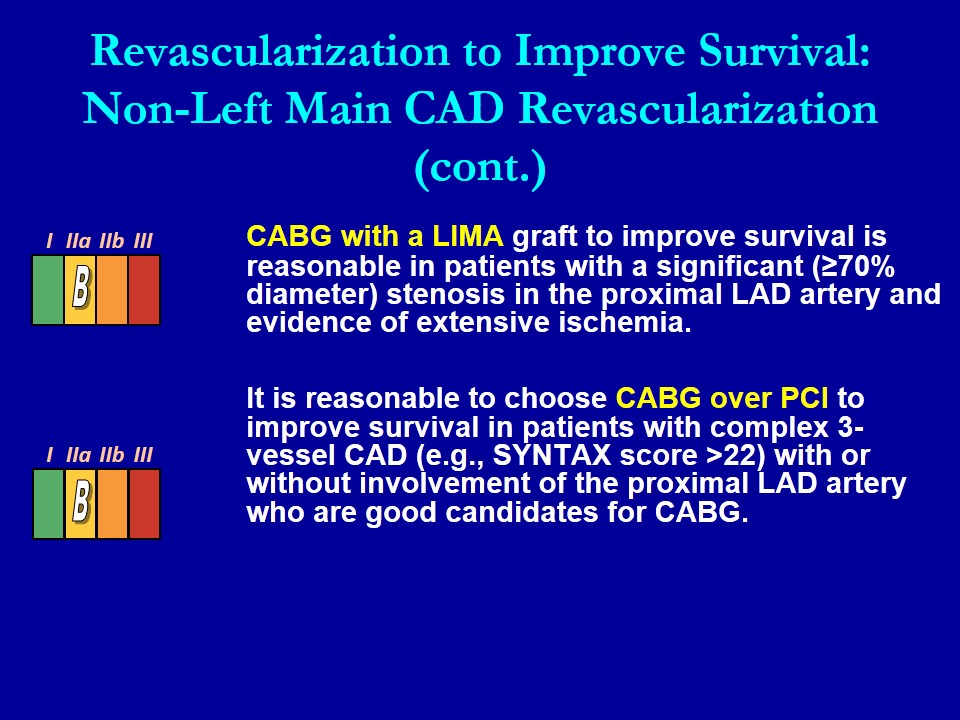 Revascularization to Improve Survival:
Non-Left Main CAD Revascularization
(cont.)
I IIa IIb III
B
CABG with a LIMA graft to improve survival is
reasonable in patients with a significant (≥70%
diameter) stenosis in the proximal LAD artery and
evidence of extensive ischemia.
I IIa IIb III
B
It is reasonable to choose CABG over PCI to
improve survival in patients with complex 3-
vessel CAD (e.g., SYNTAX score >22) with or
without involvement of the proximal LAD artery
who are good candidates for CABG.